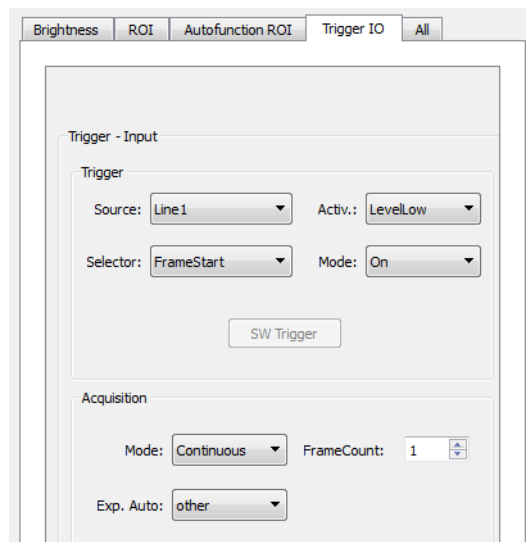 Brightness ROI Autofunction ROI Trigger IO All
Trigger - Input
Trigger
Source: Line1 Activ.: LevelLow
Selector: FrameStart Mode: On
SW Trigger
Acquisition
Mode: Continuous FrameCount: 1
Exp. Auto: other